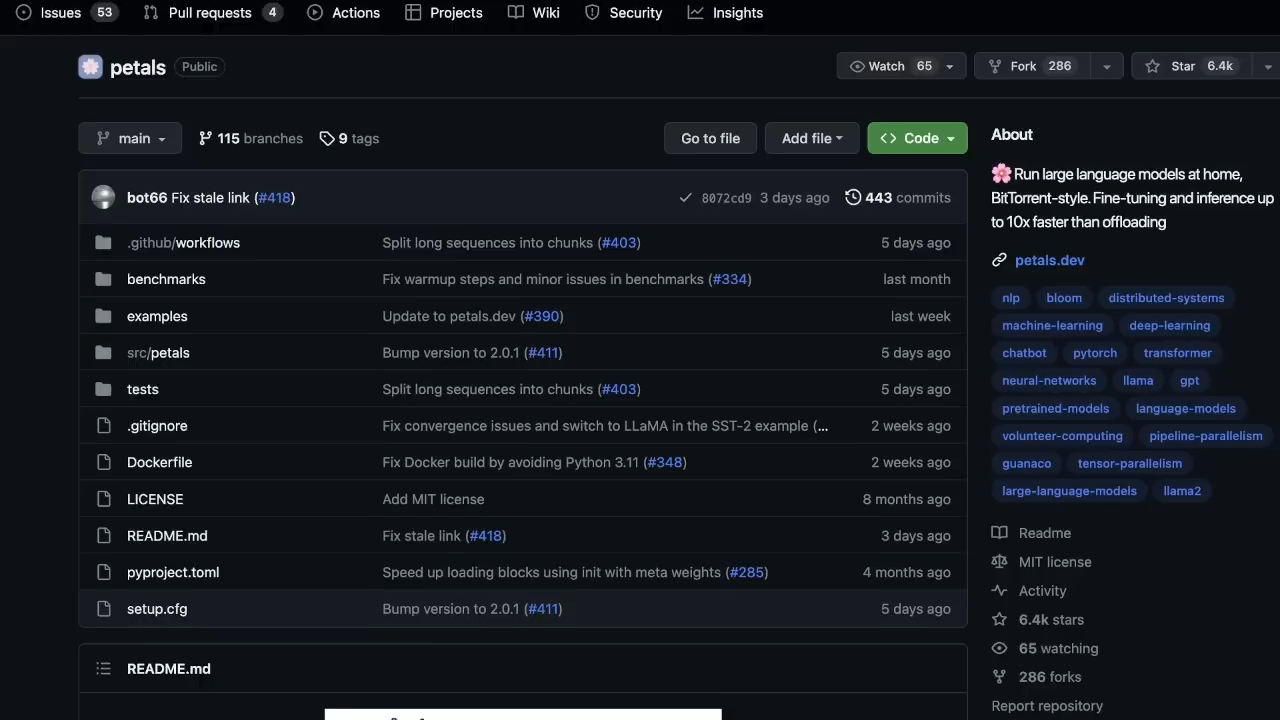 Issues 53 Pull requests 4 Actions Projects Wiki Security Insights
petals Public Watch 65 Fork 286 Star 6.4k
main 115 branches 9 tags Go to file Add file Code
bot66 Fix stale link (#418) 8072cd9 3 days ago 443 commits
.github/workflows Split long sequences into chunks (#403) 5 days ago
benchmarks Fix warmup steps and minor issues in benchmarks (#334) last month
examples Update to petals.dev (#390) last week
src/petals Bump version to 2.0.1 (#411) 5 days ago
tests Split long sequences into chunks (#403) 5 days ago
.gitignore Fix convergence issues and switch to LLaMA in the SST-2 example (... 2 weeks ago
Dockerfile Fix Docker build by avoiding Python 3.11 (#348) 2 weeks ago
LICENSE Add MIT license 8 months ago
README.md Fix stale link (#418) 3 days ago
pyproject.toml Speed up loading blocks using init with meta weights (#285) 4 months ago
setup.cfg Bump version to 2.0.1 (#411) 5 days ago
README.md
About
🌸 Run large language models at home,
BitTorrent-style. Fine-tuning and inference up
to 10x faster than offloading
petals.dev
nlp bloom distributed-systems
machine-learning deep-learning
chatbot pytorch transformer
neural-networks llama gpt
pretrained-models language-models
volunteer-computing pipeline-parallelism
guanaco tensor-parallelism
large-language-models llama2
Readme
MIT license
Activity
6.4k stars
65 watching
286 forks
Report repository